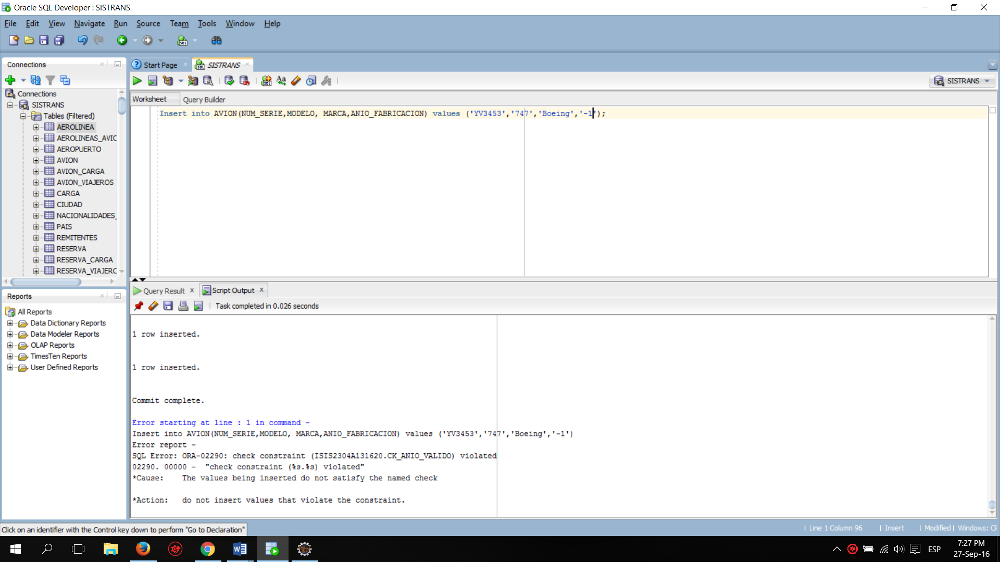 Oracle SQL Developer : SISTRANS
File Edit View Navigate Run Source Team Tools Window Help
Connections
Start Page
SISTRANS
SISTRANS
Worksheet
Query Builder
Connections
SISTRANS
Tables (Filtered)
AEROLINEA
AEROLINEAS_AVIC
AEROPUERTO
AVION
AVION_CARGA
AVION_VIAJEROS
CARGA
CIUDAD
NACIONALIDADES_
PAIS
REMITENTES
RESERVA
RESERVA_CARGA
RESERVA_VIAJERC
Insert into AVION(NUM_SERIE,MODELO, MARCA,ANIO_FABRICACION) values ('YV3453','747','Boeing','-1');
Reports
All Reports
Data Dictionary Reports
Data Modeler Reports
OLAP Reports
TimesTen Reports
User Defined Reports
Query Result
Script Output
Task completed in 0.026 seconds
1 row inserted.
1 row inserted.
Commit complete.
Error starting at line : 1 in command -
Insert into AVION(NUM_SERIE,MODELO, MARCA,ANIO_FABRICACION) values ('YV3453','747','Boeing','-1')
Error report -
SQL Error: ORA-02290: check constraint (ISIS2304A131620.CK_ANIO_VALIDO) violated
02290. 00000 - "check constraint (%s.%s) violated"
*Cause: The values being inserted do not satisfy the named check
*Action: do not insert values that violate the constraint.
Click on an identifier with the Control key down to perform "Go to Declaration"
| Line 1 Column 96 | Insert | Modified | Windows: CF
ESP
7:27 PM
27-Sep-16